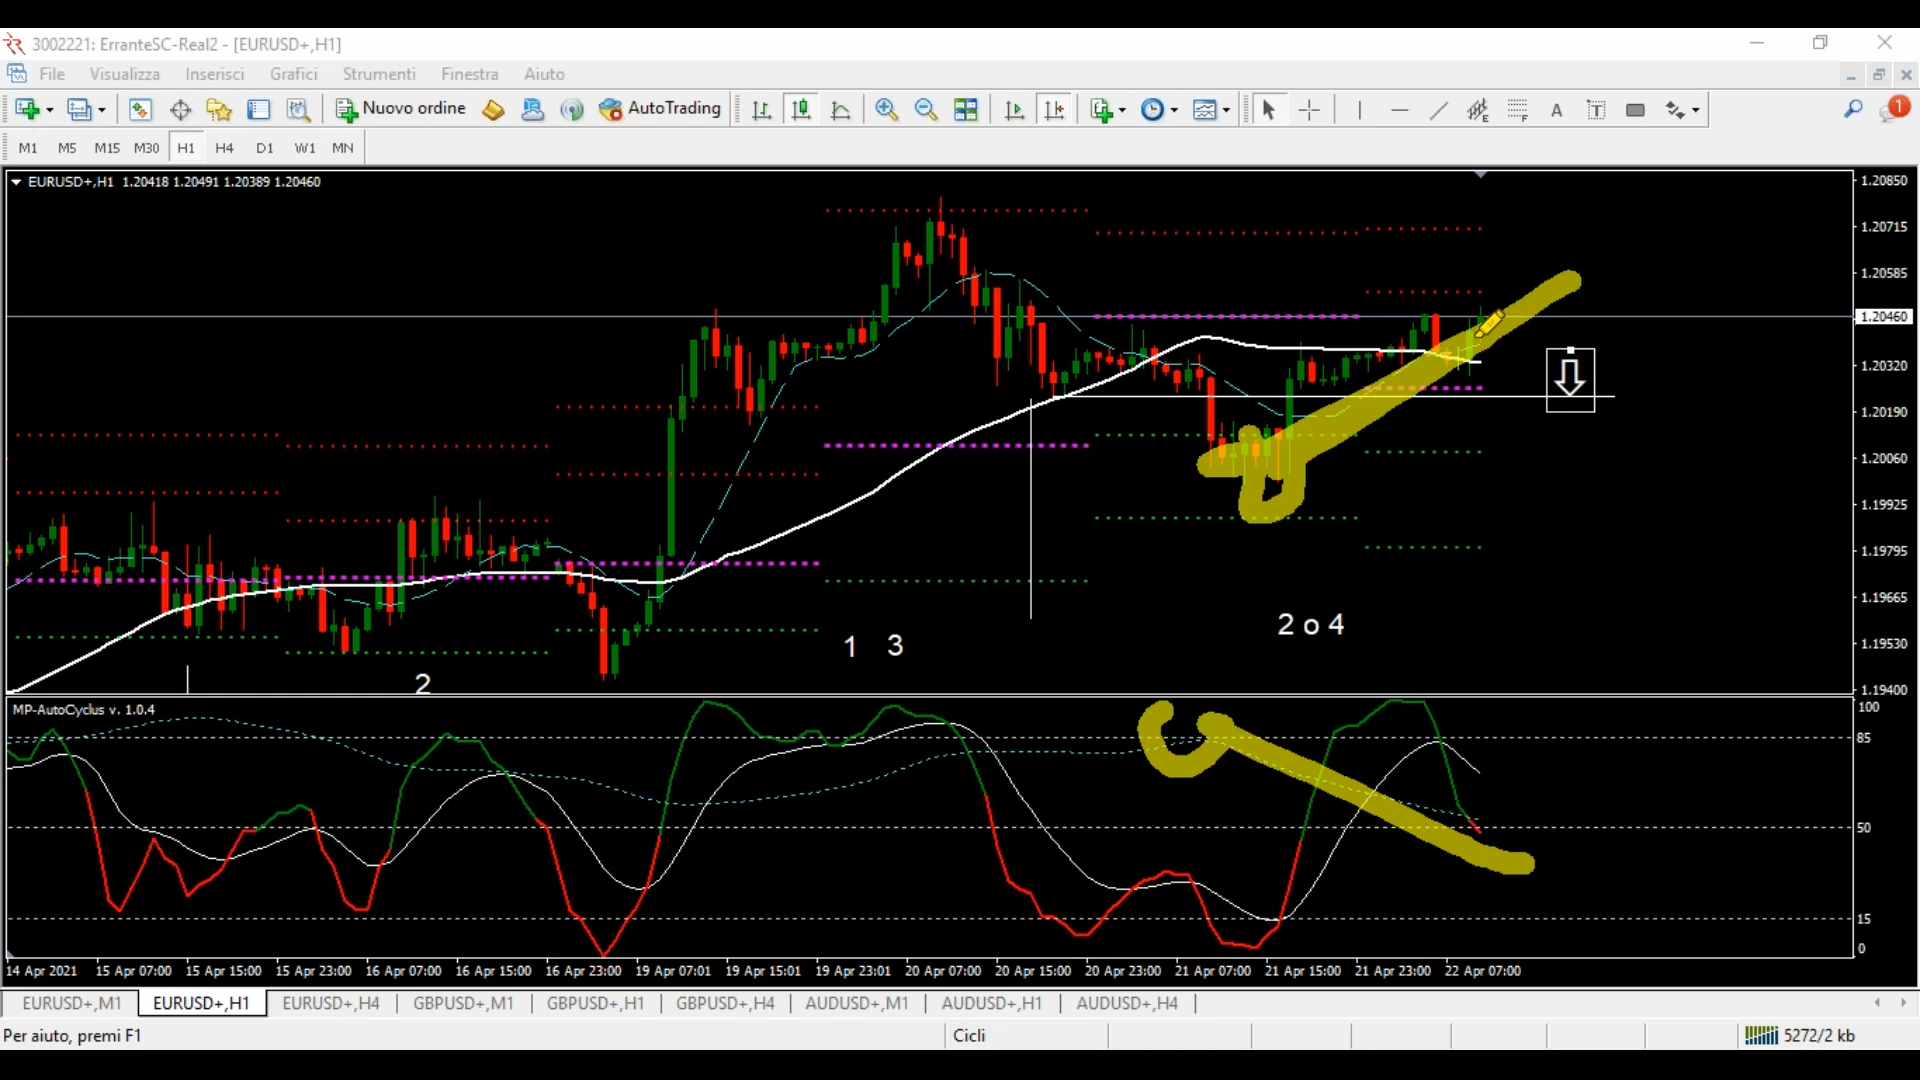 3002221: ErranteSC-Real2 - [EURUSD+,H1]
File Visualizza Inserisci Grafici Strumenti Finestra Aiuto
Nuovo ordine AutoTrading E F A T 1
M1 M5 M15 M30 H1 H4 D1 W1 MN
EURUSD+,H1 1.20418 1.20491 1.20389 1.20460
1.20850
1.20715
1.20585
1.20460
1.20320
1.20190
1.20060
1.19925
1.19795
1.19665
1.19530
1.19400
2 o 4
1 3
2
MP-AutoCyclus v. 1.0.4
100
85
50
15
0
14 Apr 2021 15 Apr 07:00 15 Apr 15:00 15 Apr 23:00 16 Apr 07:00 16 Apr 15:00 16 Apr 23:00 19 Apr 07:01 19 Apr 15:01 19 Apr 23:01 20 Apr 07:00 20 Apr 15:00 20 Apr 23:00 21 Apr 07:00 21 Apr 15:00 21 Apr 23:00 22 Apr 07:00
EURUSD+,M1 EURUSD+,H1 EURUSD+,H4 GBPUSD+,M1 GBPUSD+,H1 GBPUSD+,H4 AUDUSD+,M1 AUDUSD+,H1 AUDUSD+,H4
Per aiuto, premi F1 Cicli 5272/2 kb